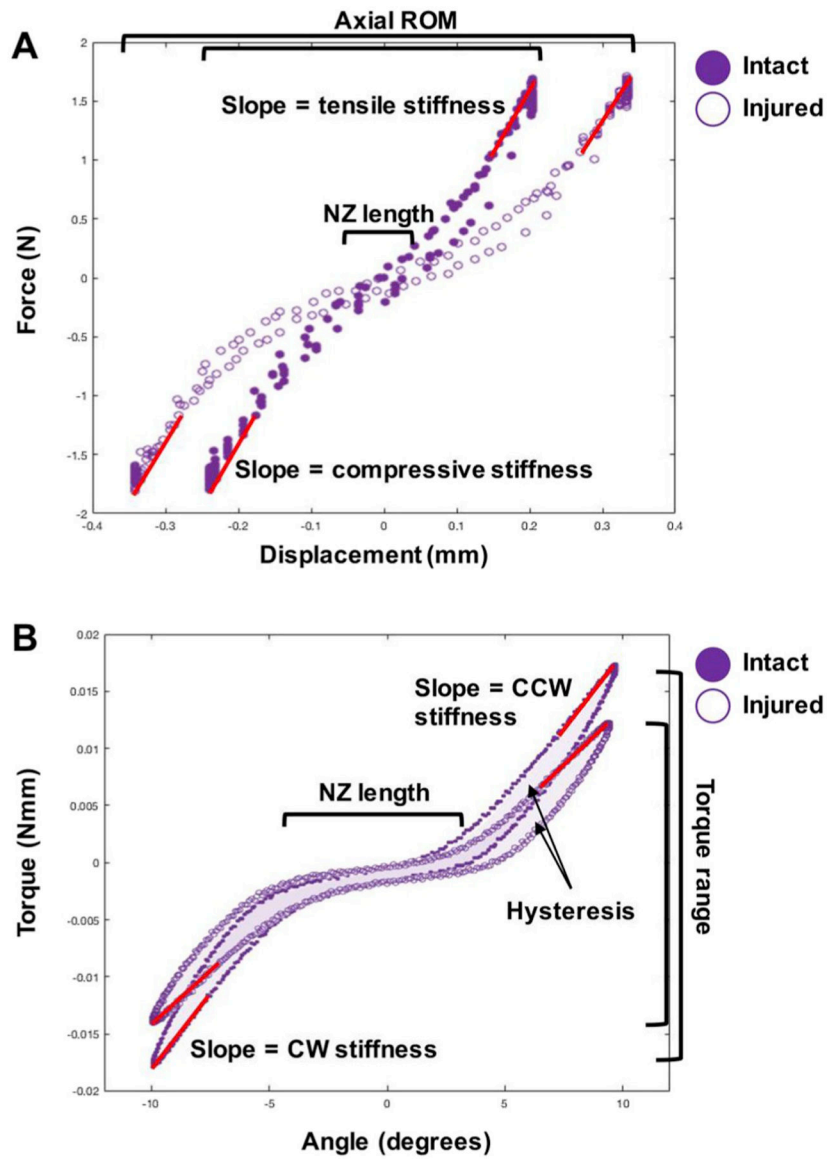 Axial ROM
A
2
Intact
Injured
1.5
Slope = tensile stiffness
1
NZ length
0.5
0
Force (N)
-0.5
-1
-1.5
Slope = compressive stiffness
-2
-0.4
-0.3
-0.2
-0.1
0
0.1
0.2
0.3
0.4
Displacement (mm)
B
0.02
Intact
Injured
Slope = CCW
stiffness
0.015
0.01
NZ length
0.005
0
Torque (Nmm)
Torque range
Hysteresis
-0.005
-0.01
-0.015
Slope = CW stiffness
-0.02
-10
-5
0
5
10
Angle (degrees)